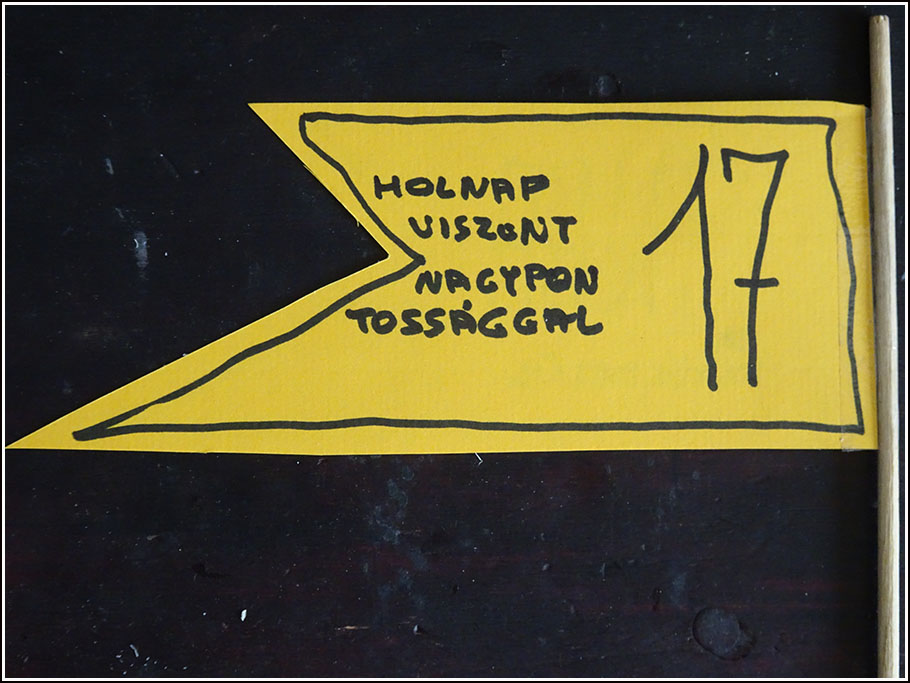 HOLNAP
VISZONT
NAGYPON
TOSSÁGGAL
17